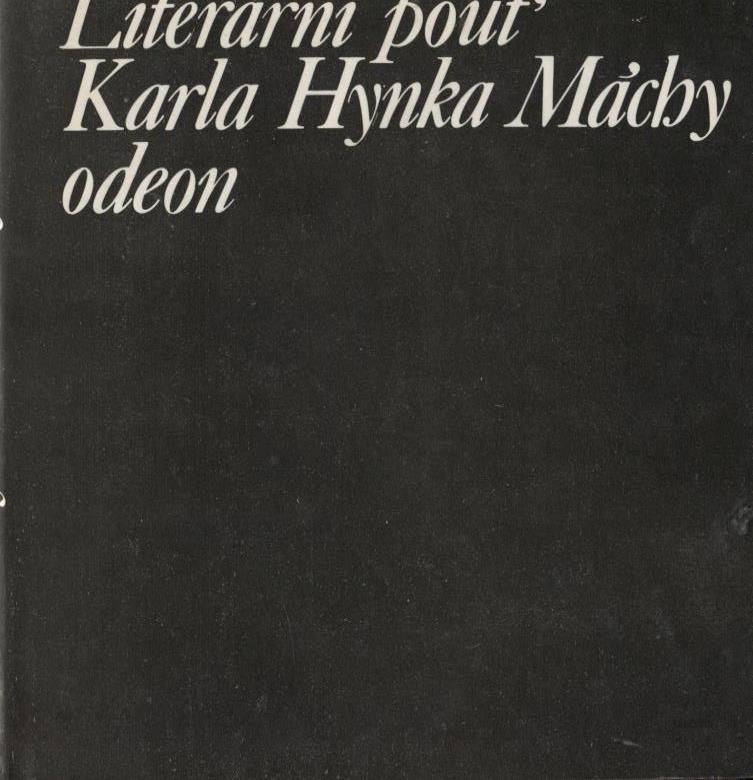 Literární pouť
Karla Hynka Máchy
odeon